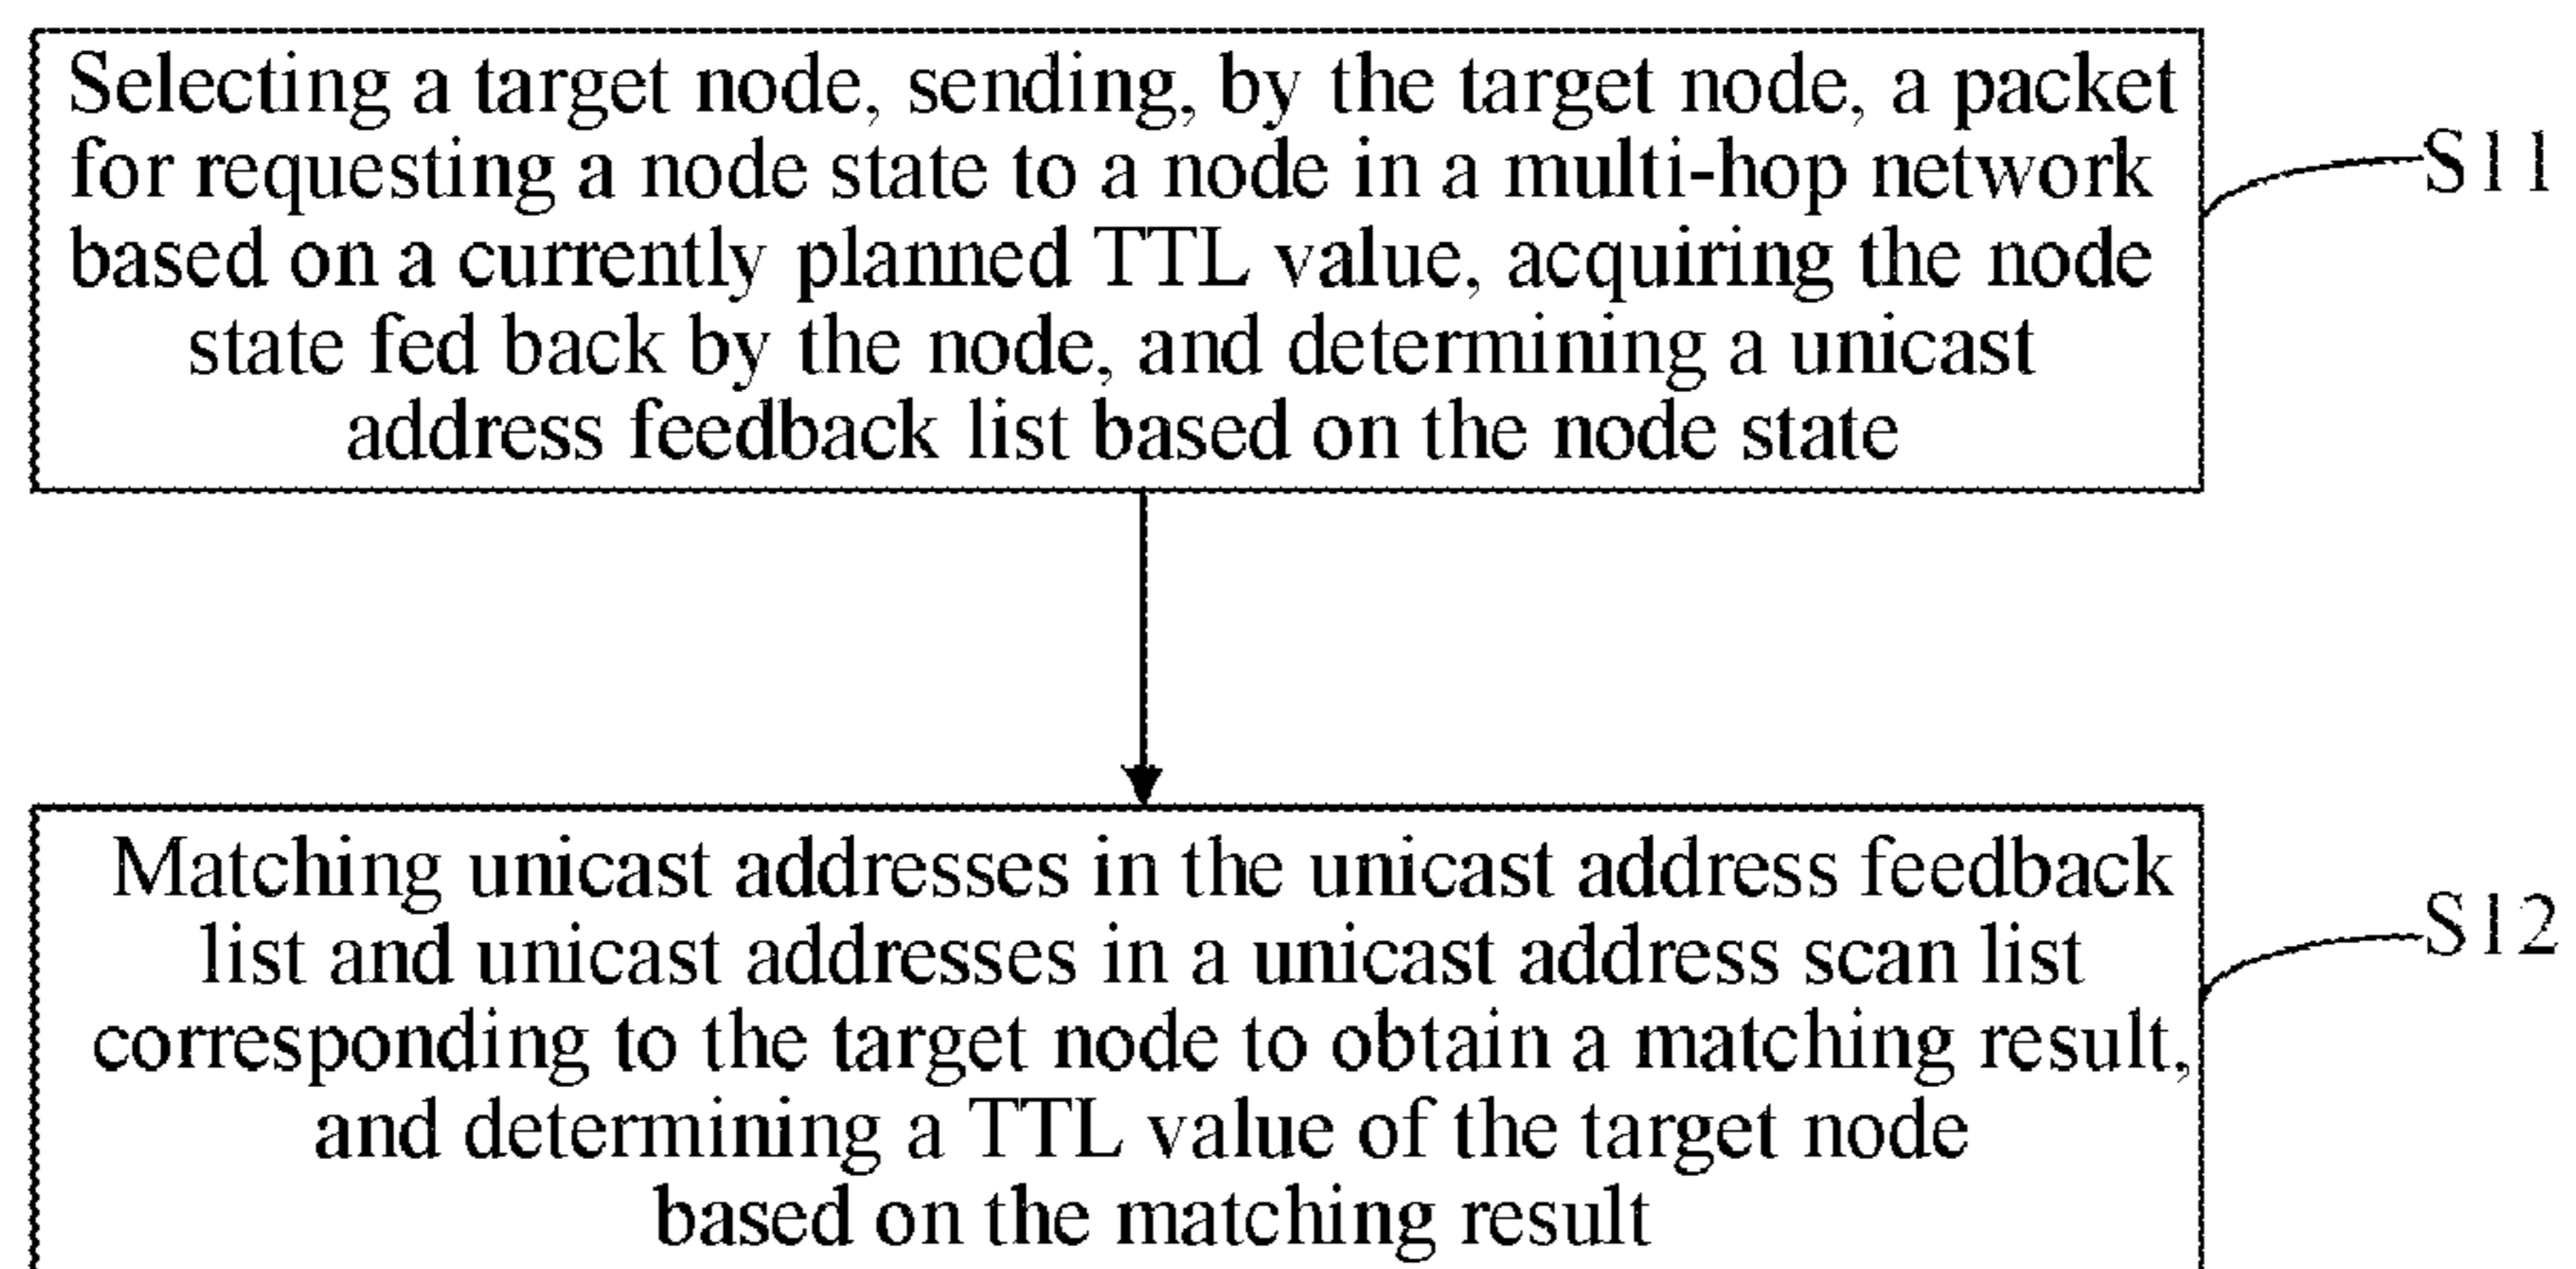 Selecting a target node, sending, by the target node, a packet
for requesting a node state to a node in a multi-hop network
based on a currently planned TTL value, acquiring the node
state fed back by the node, and determining a unicast
address feedback list based on the node state
S11
Matching unicast addresses in the unicast address feedback
list and unicast addresses in a unicast address scan list
corresponding to the target node to obtain a matching result,
and determining a TTL value of the target node
based on the matching result
S12